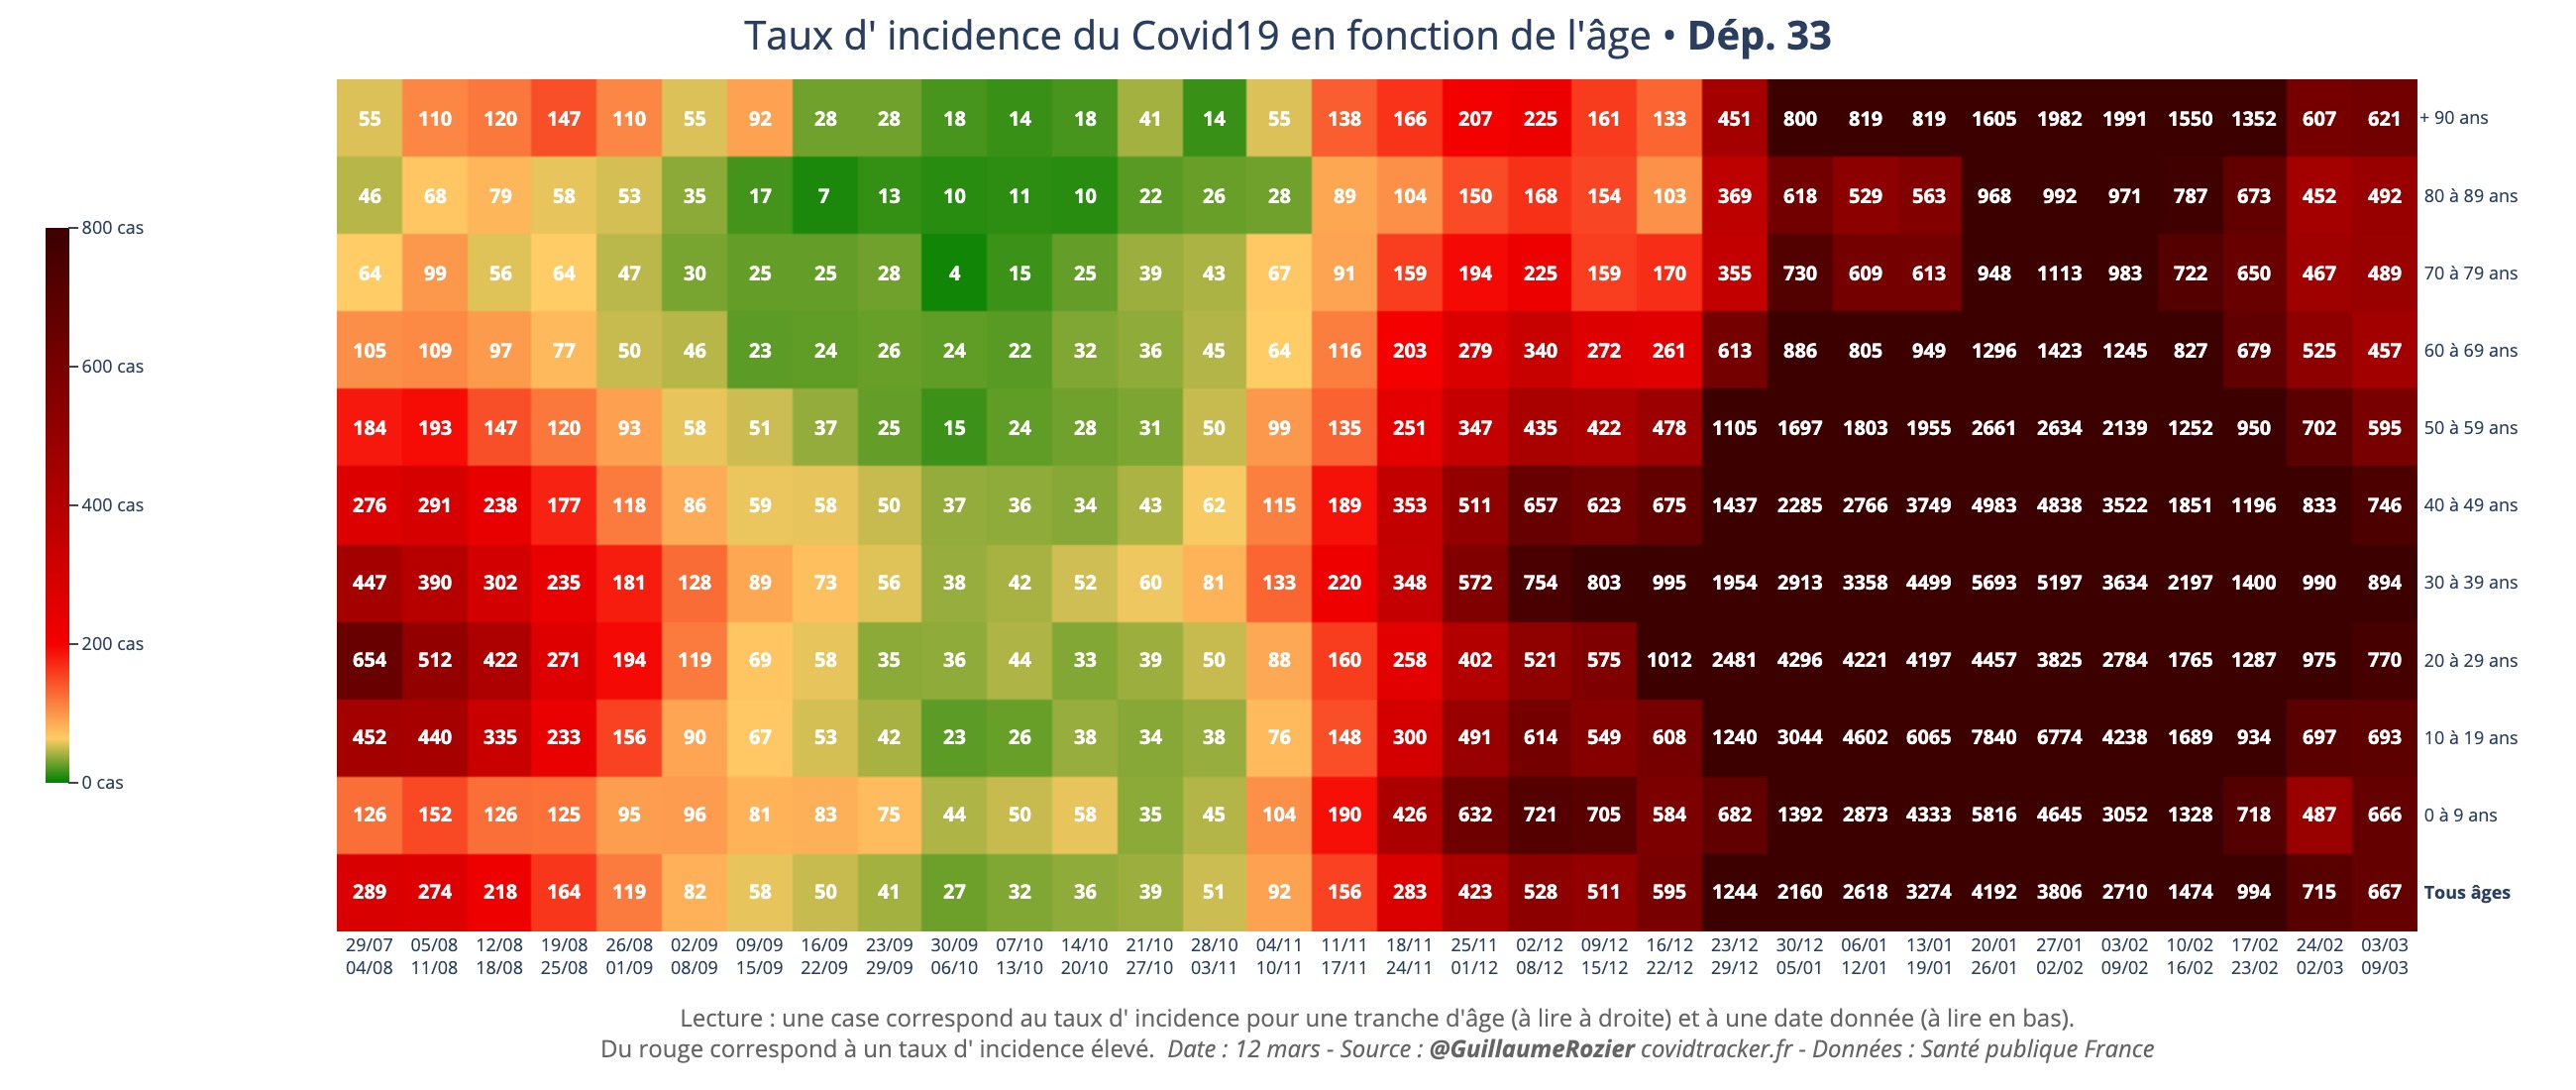 Taux d' incidence du Covid19 en fonction de l'âge • Dép. 33
800 cas
600 cas
400 cas
200 cas
0 cas
55 110 120 147 110 55 92 28 28 18 14 18 41 14 55 138 166 207 225 161 133 451 800 819 819 1605 1982 1991 1550 1352 607 621 + 90 ans
46 68 79 58 53 35 17 7 13 10 11 10 22 26 28 89 104 150 168 154 103 369 618 529 563 968 992 971 787 673 452 492 80 à 89 ans
64 99 56 64 47 30 25 25 28 4 15 25 39 43 67 91 159 194 225 159 170 355 730 609 613 948 1113 983 722 650 467 489 70 à 79 ans
105 109 97 77 50 46 23 24 26 24 22 32 36 45 64 116 203 279 340 272 261 613 886 805 949 1296 1423 1245 827 679 525 457 60 à 69 ans
184 193 147 120 93 58 51 37 25 15 24 28 31 50 99 135 251 347 435 422 478 1105 1697 1803 1955 2661 2634 2139 1252 950 702 595 50 à 59 ans
276 291 238 177 118 86 59 58 50 37 36 34 43 62 115 189 353 511 657 623 675 1437 2285 2766 3749 4983 4838 3522 1851 1196 833 746 40 à 49 ans
447 390 302 235 181 128 89 73 56 38 42 52 60 81 133 220 348 572 754 803 995 1954 2913 3358 4499 5693 5197 3634 2197 1400 990 894 30 à 39 ans
654 512 422 271 194 119 69 58 35 36 44 33 39 50 88 160 258 402 521 575 1012 2481 4296 4221 4197 4457 3825 2784 1765 1287 975 770 20 à 29 ans
452 440 335 233 156 90 67 53 42 23 26 38 34 38 76 148 300 491 614 549 608 1240 3044 4602 6065 7840 6774 4238 1689 934 697 693 10 à 19 ans
126 152 126 125 95 96 81 83 75 44 50 58 35 45 104 190 426 632 721 705 584 682 1392 2873 4333 5816 4645 3052 1328 718 487 666 0 à 9 ans
289 274 218 164 119 82 58 50 41 27 32 36 39 51 92 156 283 423 528 511 595 1244 2160 2618 3274 4192 3806 2710 1474 994 715 667 Tous âges
29/07 05/08 12/08 19/08 26/08 02/09 09/09 16/09 23/09 30/09 07/10 14/10 21/10 28/10 04/11 11/11 18/11 25/11 02/12 09/12 16/12 23/12 30/12 06/01 13/01 20/01 27/01 03/02 10/02 17/02 24/02 03/03
04/08 11/08 18/08 25/08 01/09 08/09 15/09 22/09 29/09 06/10 13/10 20/10 27/10 03/11 10/11 17/11 24/11 01/12 08/12 15/12 22/12 29/12 05/01 12/01 19/01 26/01 02/02 09/02 16/02 23/02 02/03 09/03
Lecture : une case correspond au taux d' incidence pour une tranche d'âge (à lire à droite) et à une date donnée (à lire en bas).
Du rouge correspond à un taux d' incidence élevé. Date : 12 mars - Source : @GuillaumeRozier covidtracker.fr - Données : Santé publique France